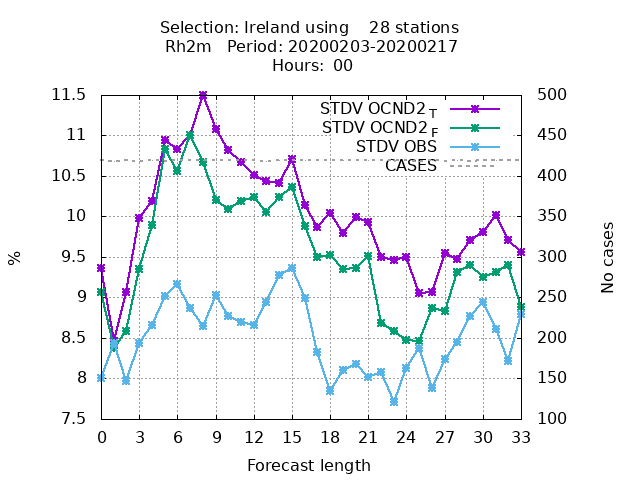 Selection: Ireland using    28 stations
Rh2m   Period: 20200203-20200217
Hours:  00
STDV OCND2 T
STDV OCND2 F
STDV OBS
CASES
11.5
11
10.5
10
9.5
9
8.5
8
7.5
%
500
450
400
350
300
250
200
150
100
No cases
0 3 6 9 12 15 18 21 24 27 30 33
Forecast length